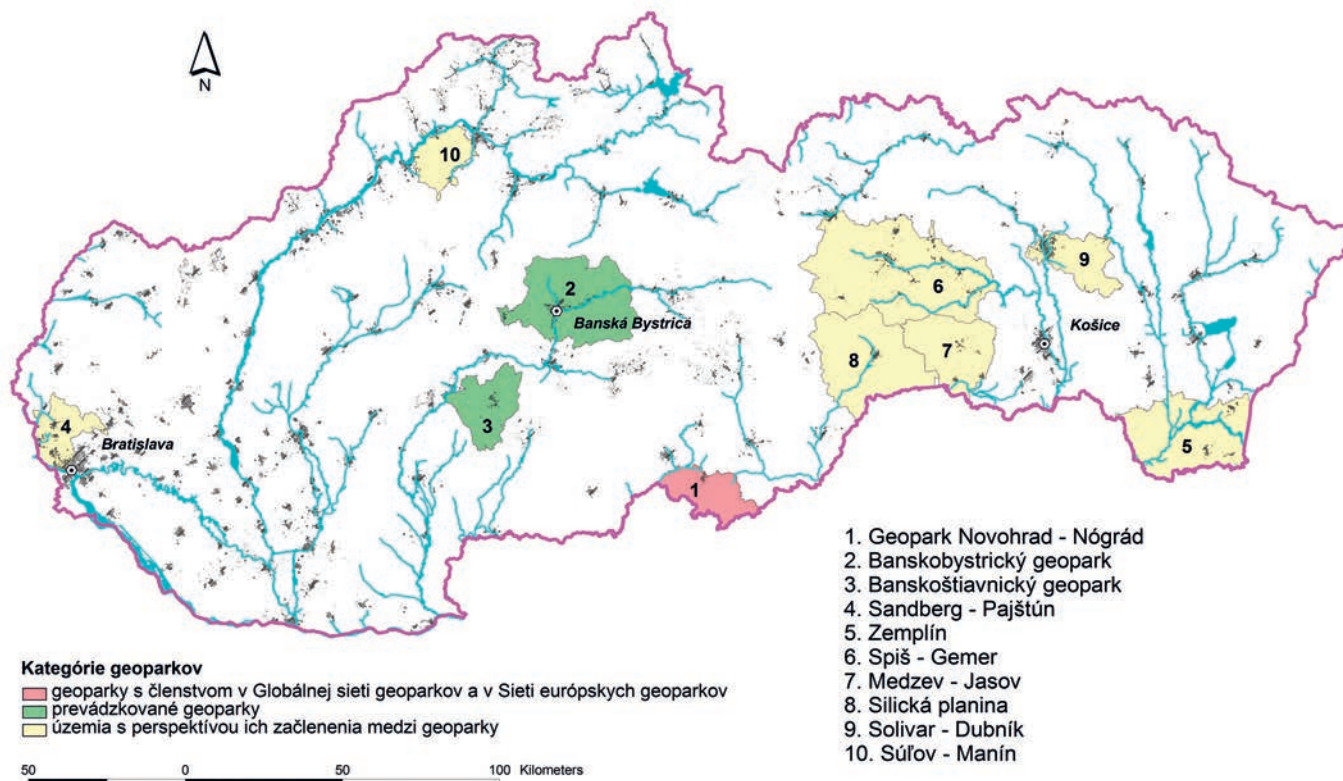 N
10
2
Banská Bystrica
6
9
Košice
8
7
3
4
Bratislava
5
1
1. Geopark Novohrad - Nógrád
2. Banskobystrický geopark
3. Banskoštiavnický geopark
4. Sandberg - Pajštún
5. Zemplín
6. Spiš - Gemer
7. Medzev - Jasov
8. Silická planina
9. Solivar - Dubník
10. Súľov - Manín
Kategórie geoparkov
geoparky s členstvom v Globálnej sieti geoparkov a v Sieti európskych geoparkov
prevádzkované geoparky
územia s perspektívou ich začlenenia medzi geoparky
50 0 50 100 Kilometers